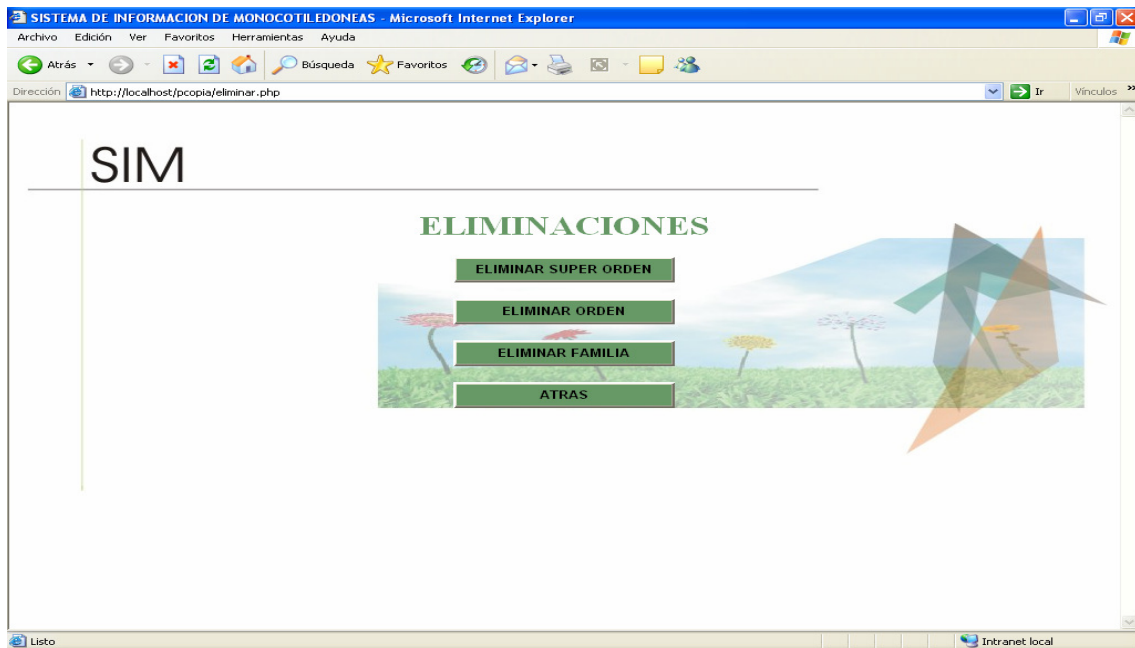 SISTEMA DE INFORMACION DE MONOCOTILEDONEAS - Microsoft Internet Explorer
Archivo Edición Ver Favoritos Herramientas Ayuda
Atrás Búsqueda Favoritos
Dirección http://localhost/pcopia/eliminar.php Ir Vínculos »
SIM
ELIMINACIONES
ELIMINAR SUPER ORDEN
ELIMINAR ORDEN
ELIMINAR FAMILIA
ATRAS
Listo Intranet local